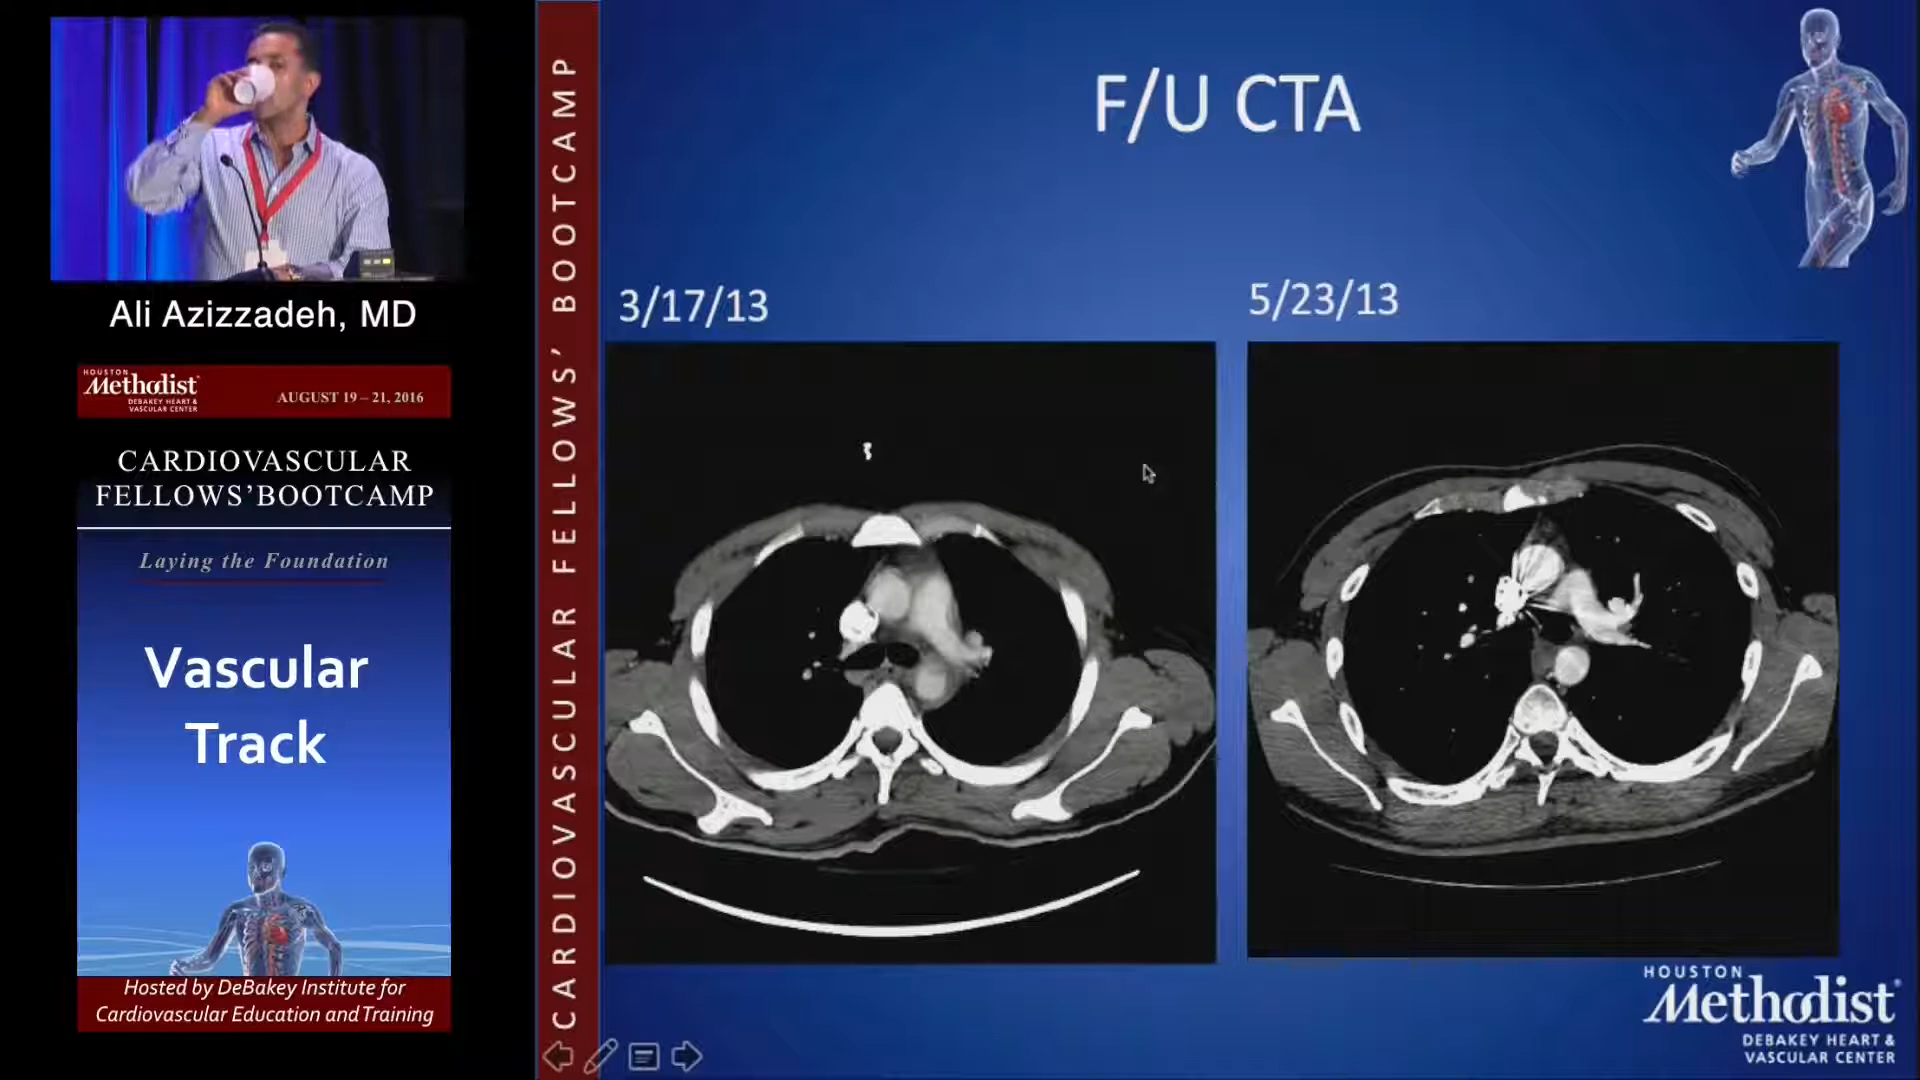 Ali Azizzadeh, MD
HOUSTON
Methodist
DEBAKEY HEART &
VASCULAR CENTER
AUGUST 19 – 21, 2016
CARDIOVASCULAR
FELLOWS'BOOTCAMP
Laying the Foundation
Vascular
Track
Hosted by DeBakey Institute for
Cardiovascular Education and Training
CARDIOVASCULAR FELLOWS' BOOTCAMP
F/U CTA
3/17/13
5/23/13
HOUSTON
Methodist
DEBAKEY HEART &
VASCULAR CENTER